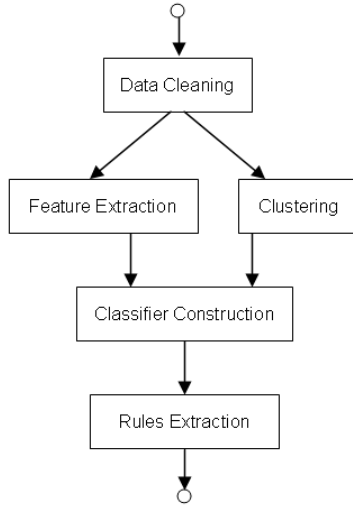 Data Cleaning
Feature Extraction
Clustering
Classifier Construction
Rules Extraction